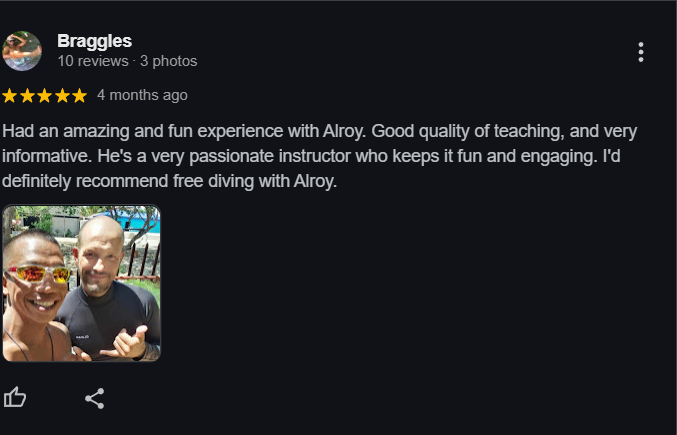 Braggles
10 reviews · 3 photos
4 months ago
Had an amazing and fun experience with Alroy. Good quality of teaching, and very
informative. He's a very passionate instructor who keeps it fun and engaging. I'd
definitely recommend free diving with Alroy.